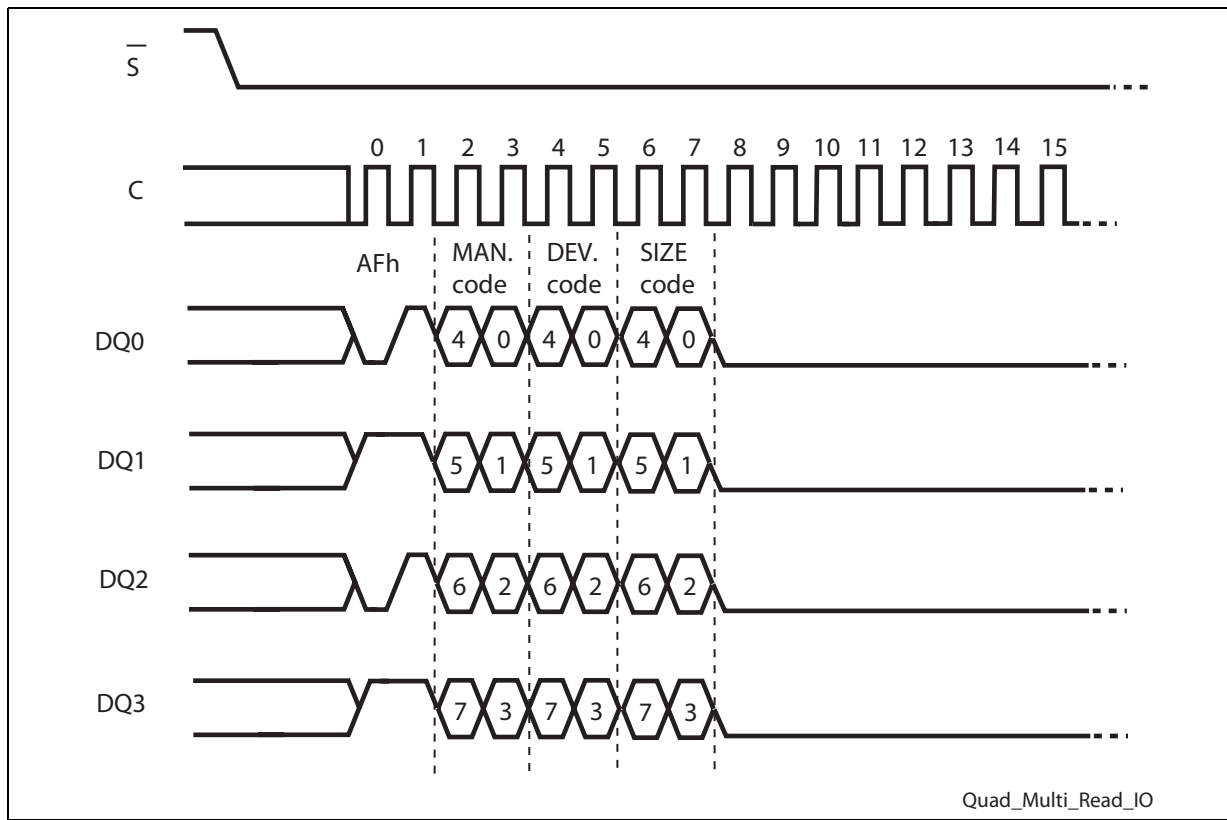 S
0 1 2 3 4 5 6 7 8 9 10 11 12 13 14 15
C
AFh
MAN. code
DEV. code
SIZE code
DQ0
4 0 4 0 4 0
DQ1
5 1 5 1 5 1
DQ2
6 2 6 2 6 2
DQ3
7 3 7 3 7 3
Quad_Multi_Read_IO